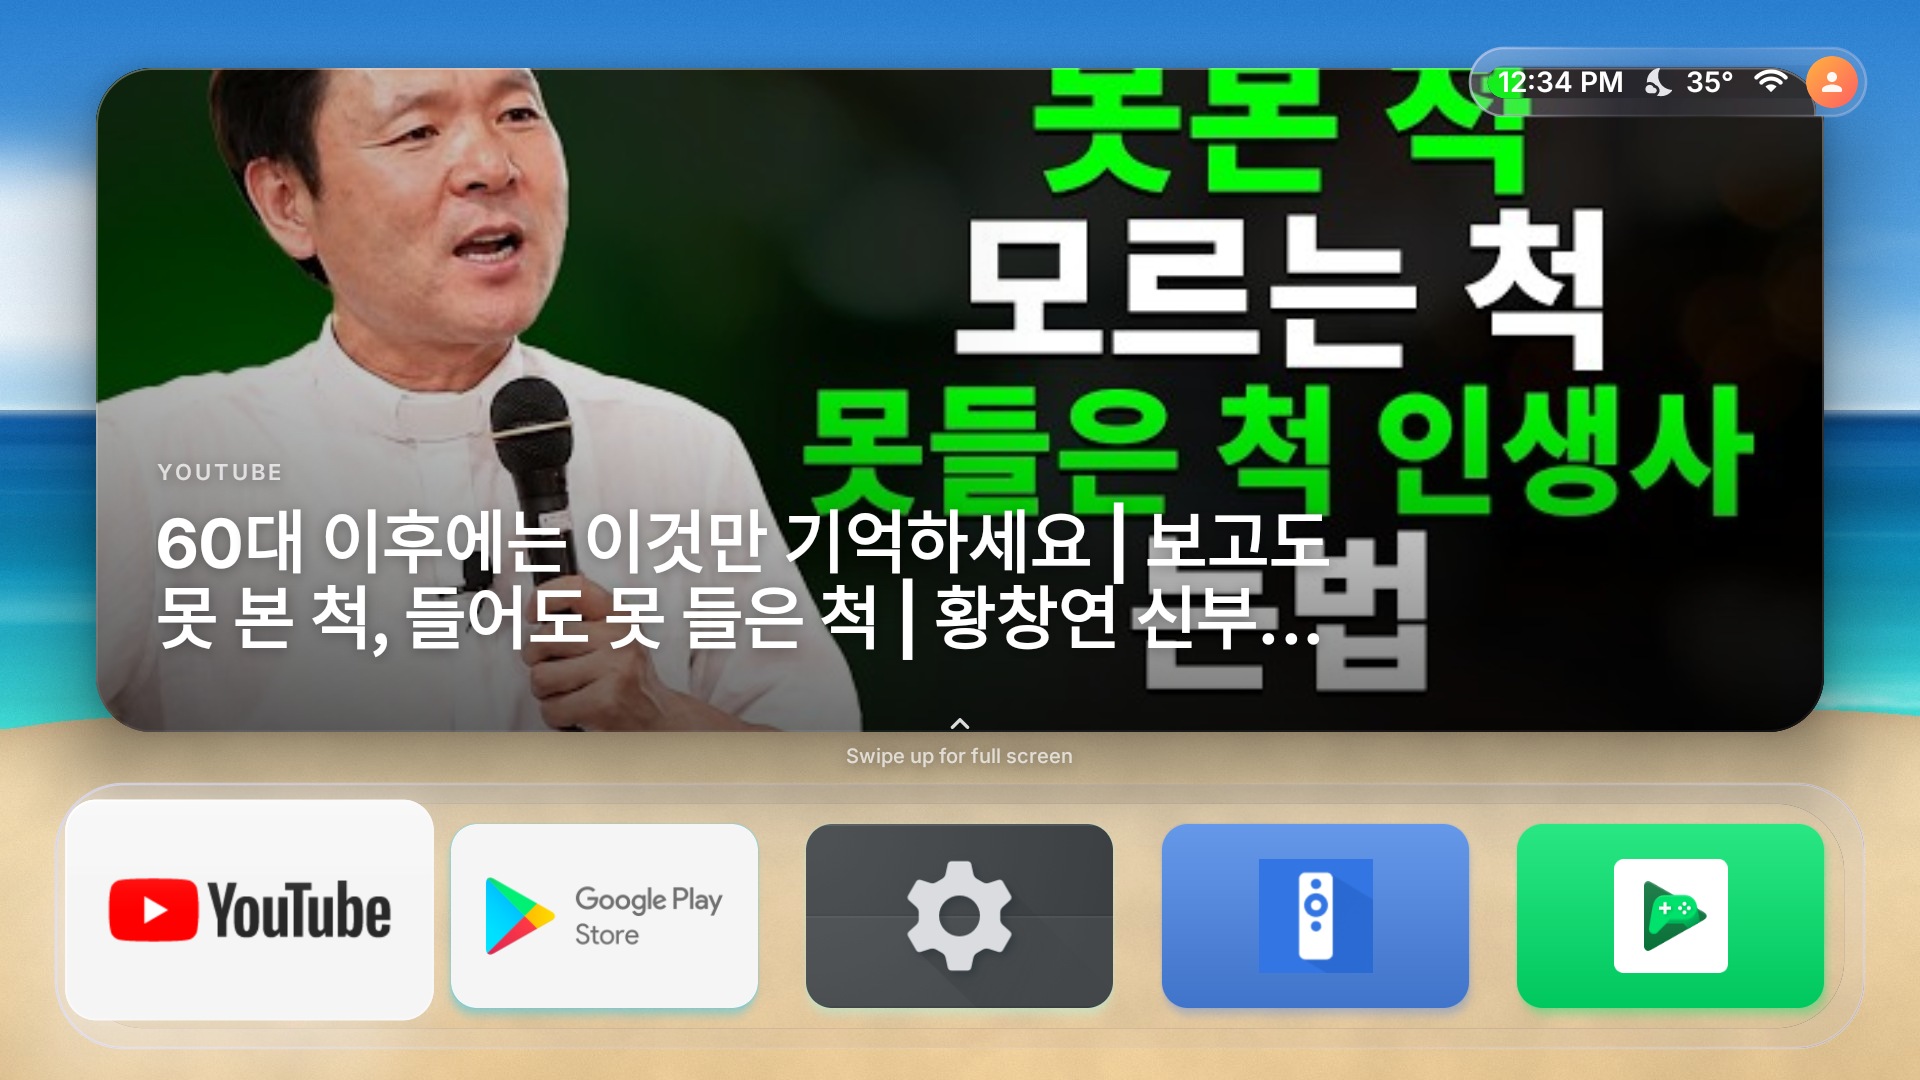 12:34 PM 35°
못본 척
모르는 척
못들은 척 인생사
는 법
YOUTUBE
60대 이후에는 이것만 기억하세요 | 보고도
못 본 척, 들어도 못 들은 척 | 황창연 신부...
Swipe up for full screen
YouTube
Google Play
Store